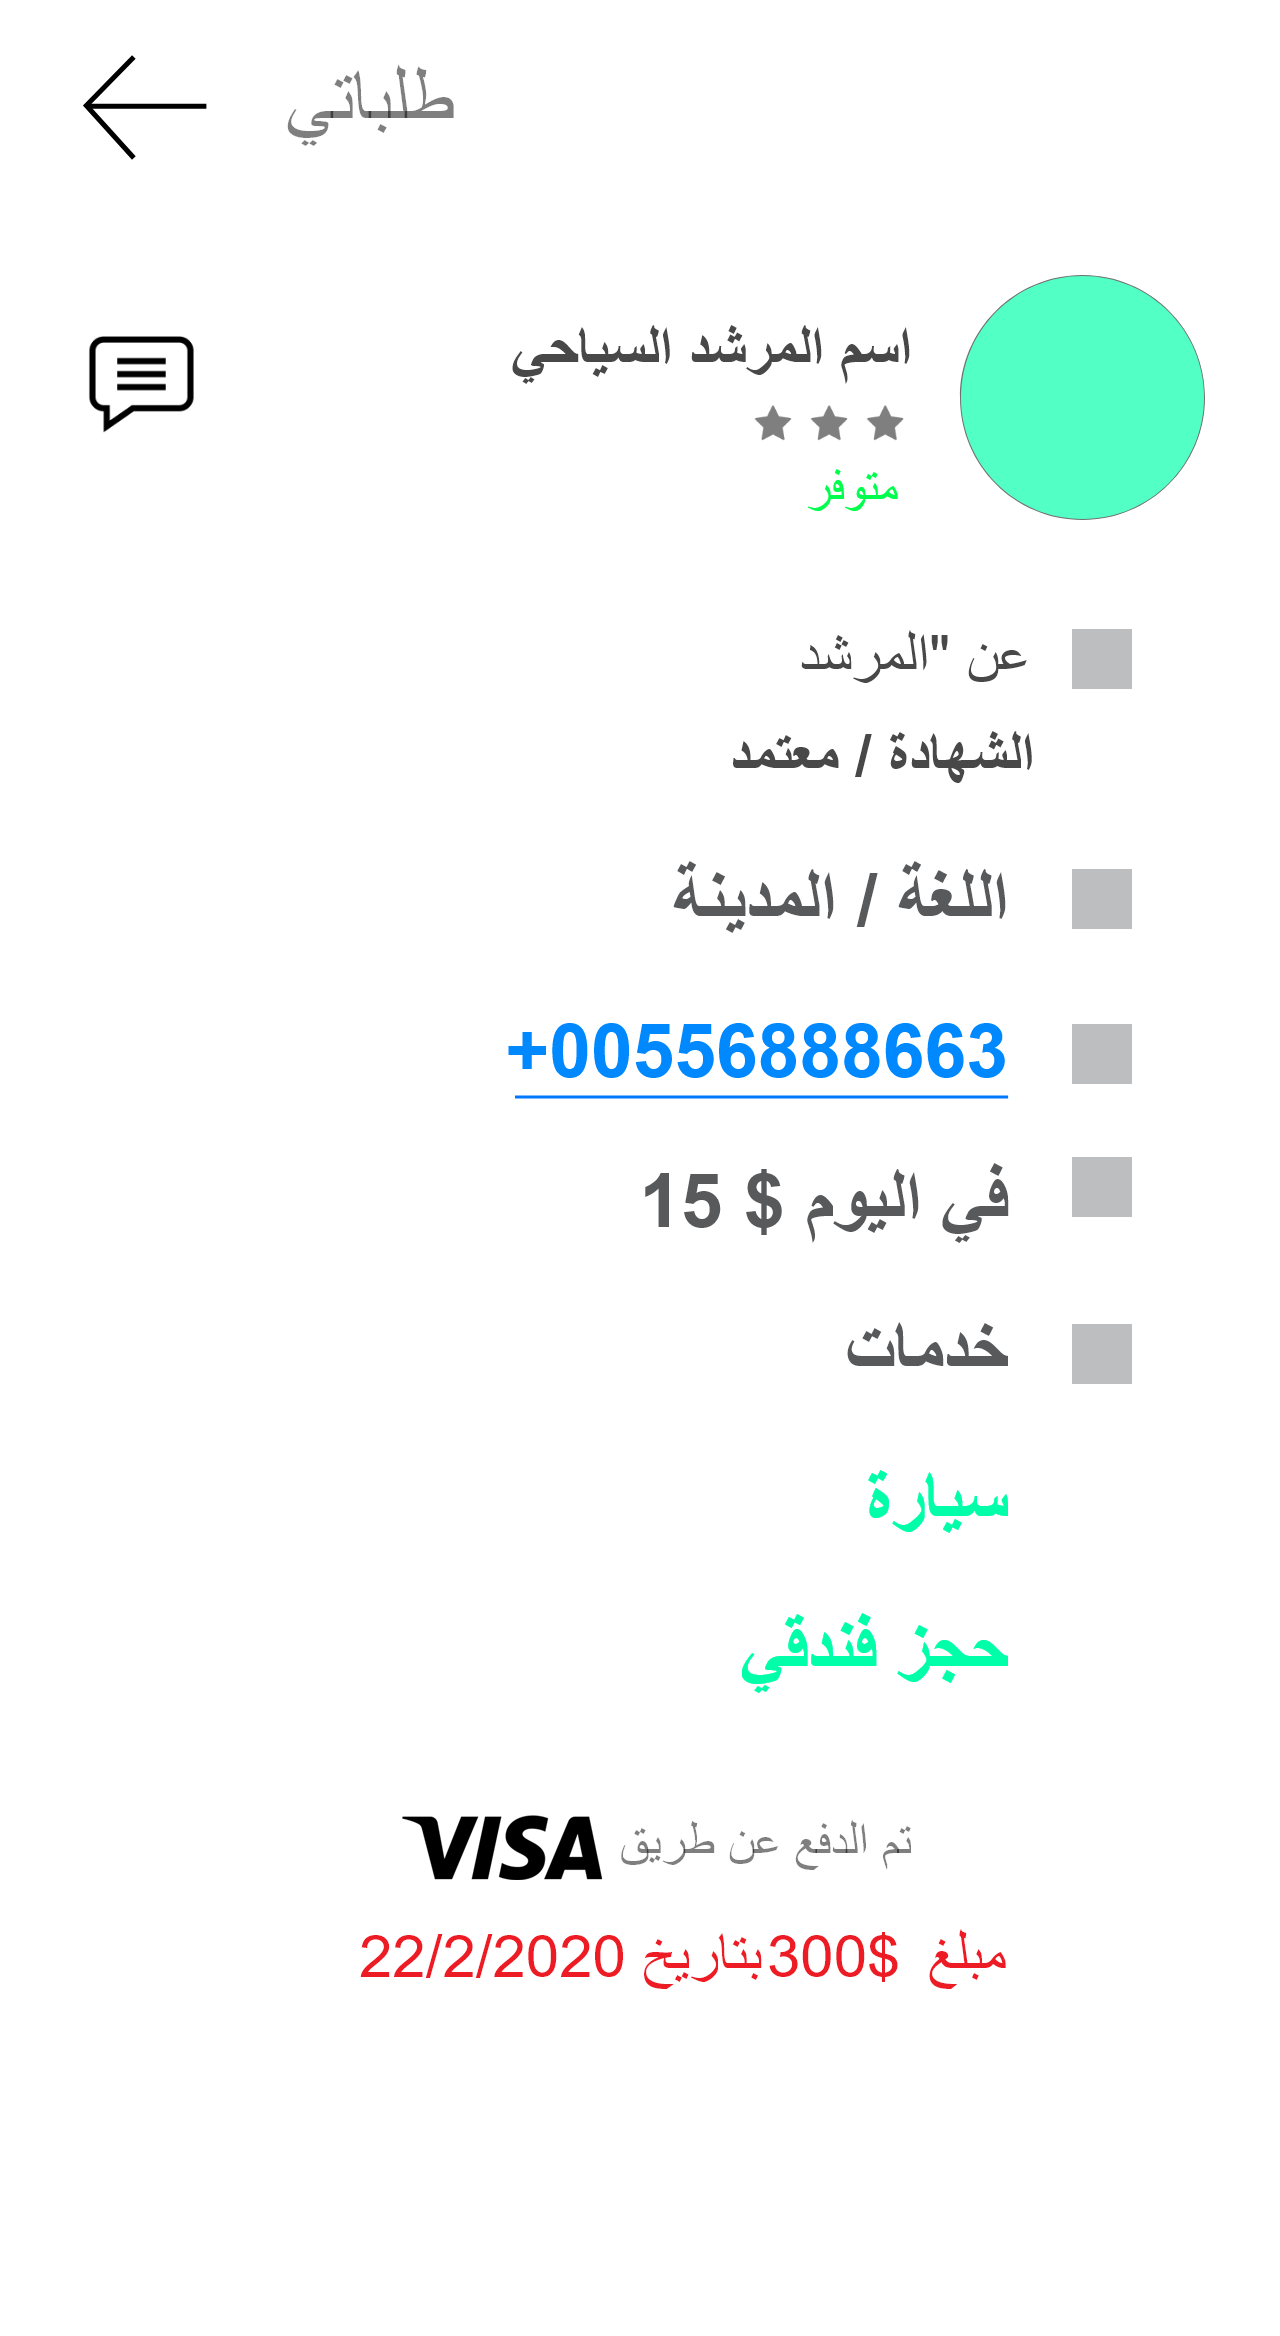 طلباتي
اسم المرشد السياحي
متوفر
عن "المرشد
الشهادة / معتمد
اللغة / المدينة
+00556888663
في اليوم $ 15
خدمات
سيارة
حجز فندقي
تم الدفع عن طريق VISA
مبلغ $300بتاريخ 22/2/2020